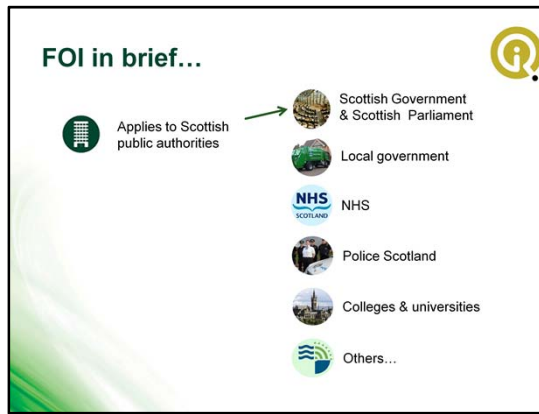 FOI in brief...
Applies to Scottish
public authorities
Scottish Government
& Scottish Parliament
Local government
NHS
SCOTLAND
NHS
Police Scotland
Colleges & universities
Others...